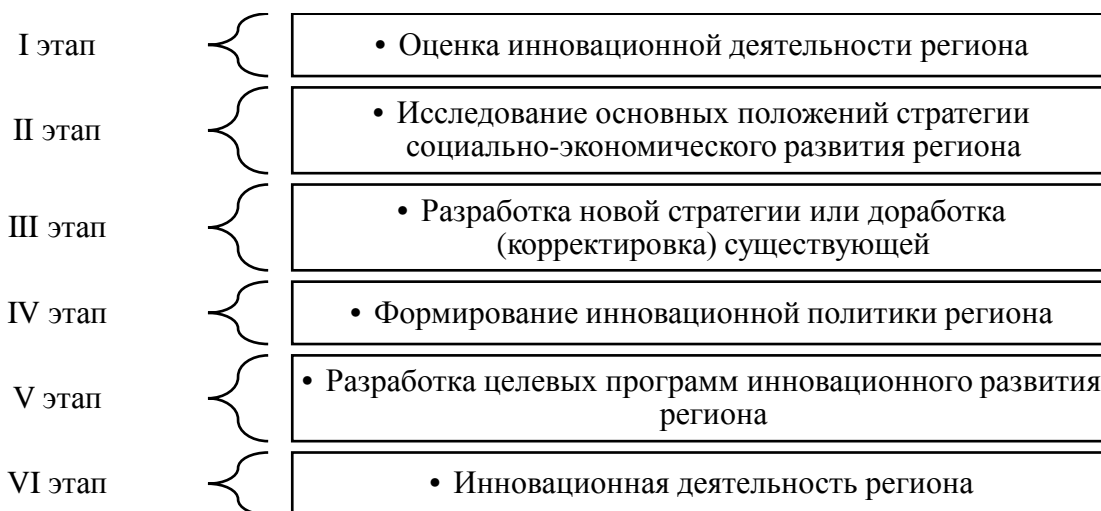 I этап
• Оценка инновационной деятельности региона
II этап
• Исследование основных положений стратегии
социально-экономического развития региона
III этап
• Разработка новой стратегии или доработка
(корректировка) существующей
IV этап
• Формирование инновационной политики региона
V этап
• Разработка целевых программ инновационного развития
региона
VI этап
• Инновационная деятельность региона